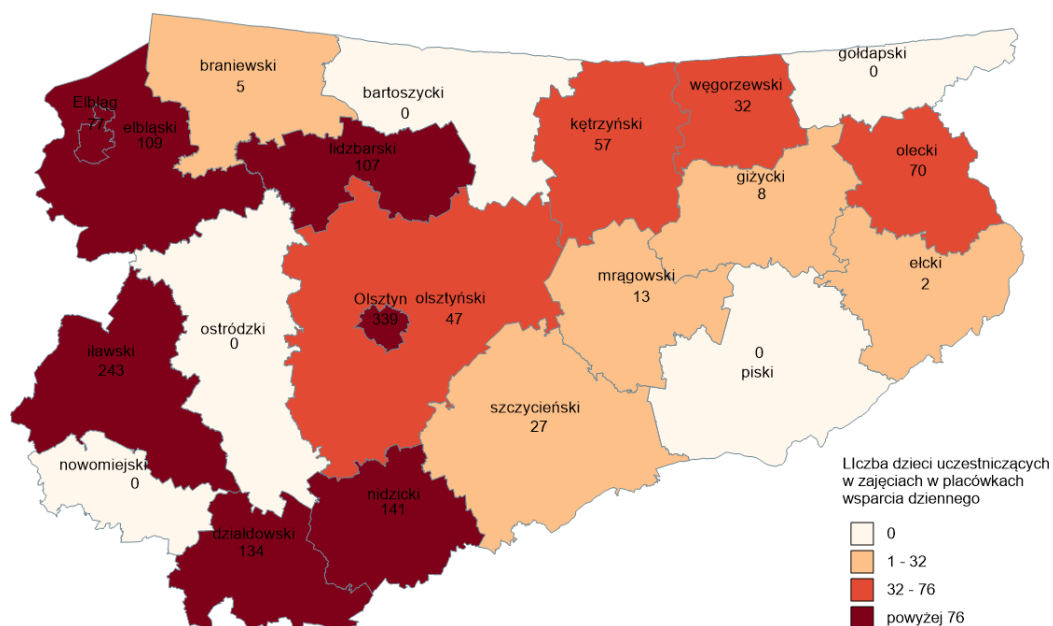 braniewski
5
bartoszycki
0
gołdapski
0
węgorzewski
32
Elbląg
77
elbląski
109
kętrzyński
57
lidzbarski
107
olecki
70
giżycki
8
ełcki
2
mrągowski
13
Olsztyn
339
olsztyński
47
ostródzki
0
iławski
243
0
piski
szczycieński
27
nowomiejski
0
nidzicki
141
działdowski
134
LIczba dzieci uczestniczących
w zajęciach w placówkach
wsparcia dziennego
0
1 - 32
32 - 76
powyżej 76